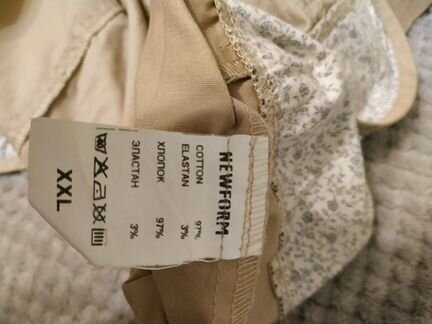 NEWFORM
COTTON 97%
ELASTAN 3%
ХЛОПОК 97%
ЭЛАСТАН 3%
XXL